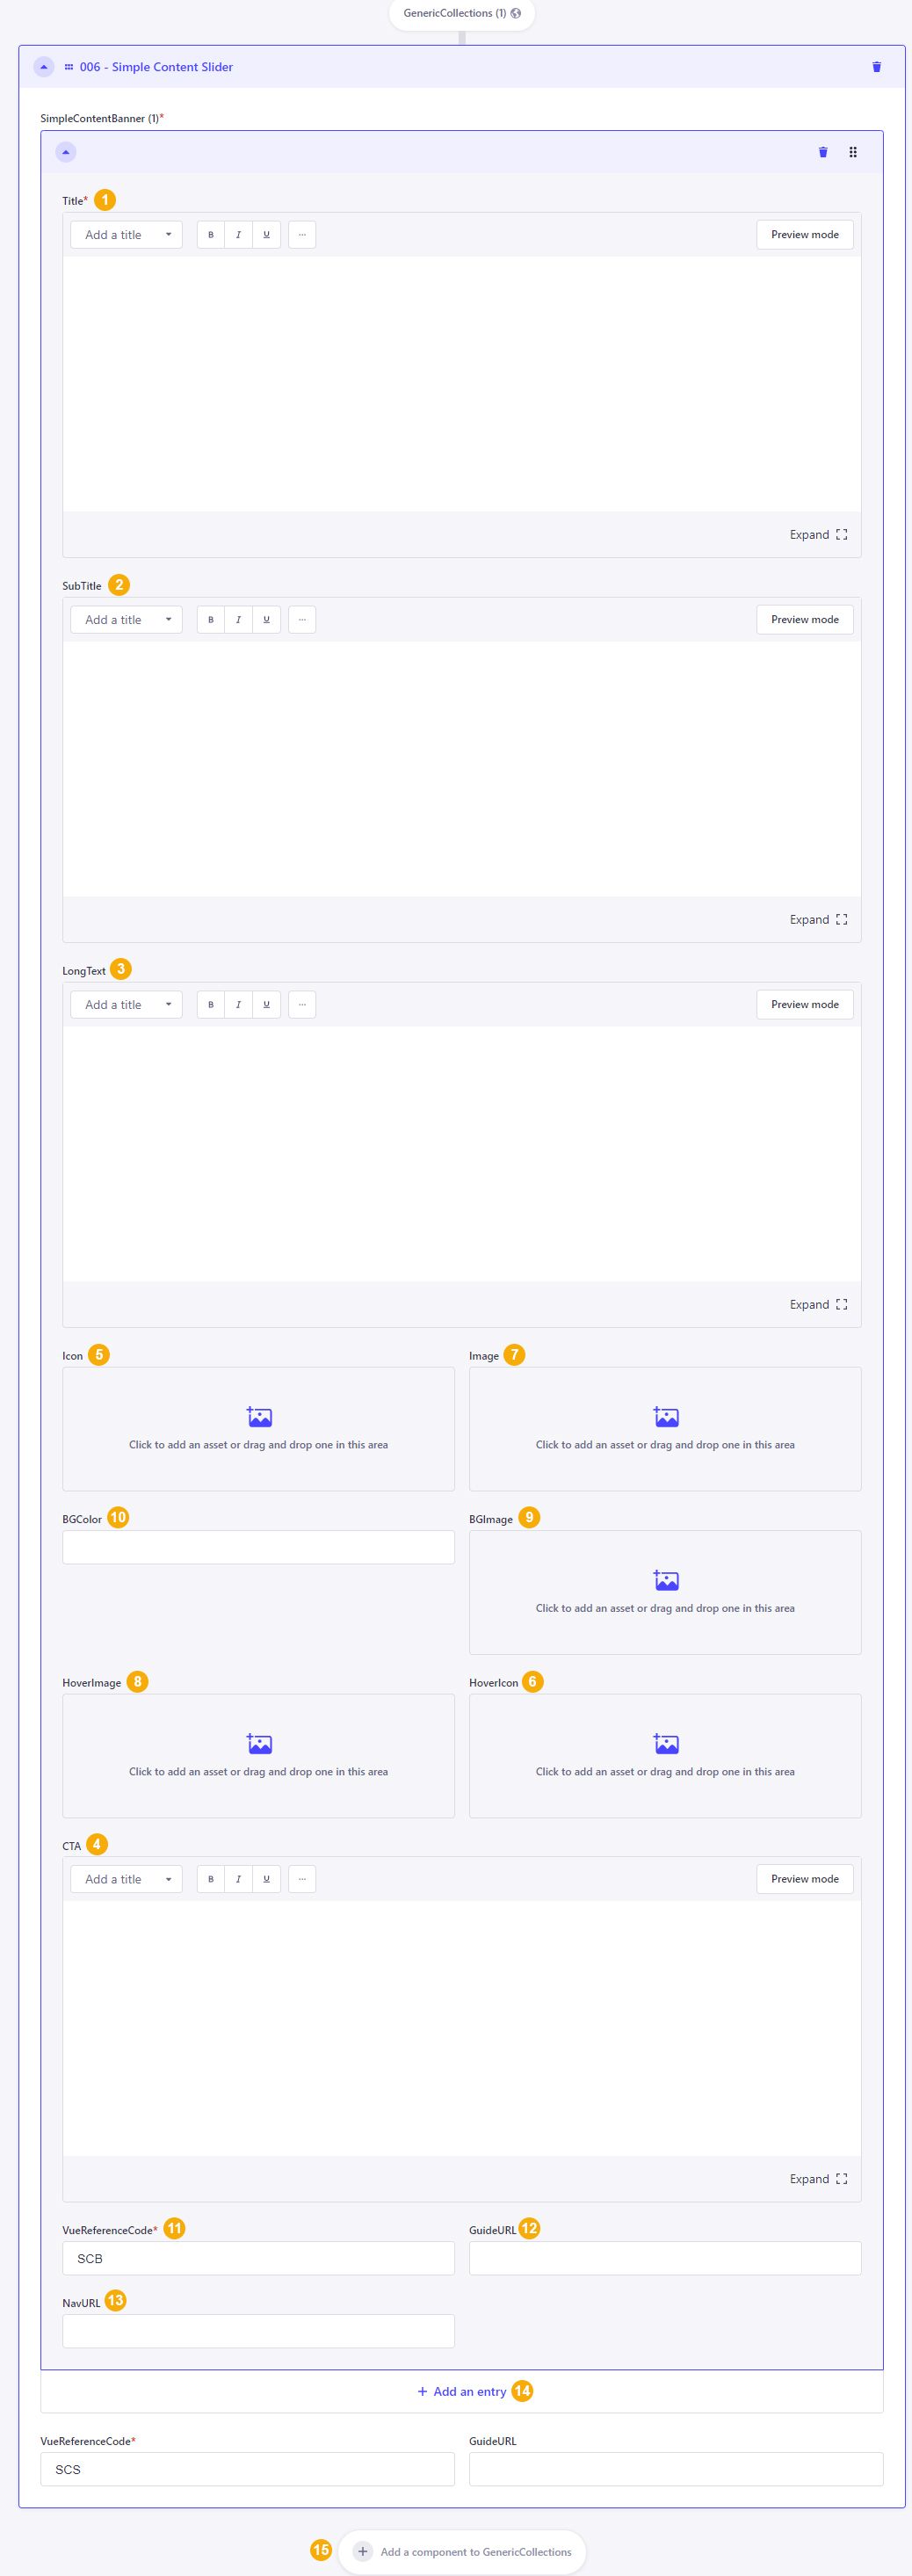 GenericCollections (1)
006 - Simple Content Slider
SimpleContentBanner (1)*
Title* 1
Add a title B I U ... Preview mode
Expand
SubTitle 2
Add a title B I U ... Preview mode
Expand
LongText 3
Add a title B I U ... Preview mode
Expand
Icon 5 Image 7
Click to add an asset or drag and drop one in this area Click to add an asset or drag and drop one in this area
BGColor 10 BGImage 9
Click to add an asset or drag and drop one in this area
HoverImage 8 HoverIcon 6
Click to add an asset or drag and drop one in this area Click to add an asset or drag and drop one in this area
CTA 4
Add a title B I U ... Preview mode
Expand
VueReferenceCode* 11 GuideURL 12
SCB
NavURL 13
+ Add an entry 14
VueReferenceCode* GuideURL
SCS
15 + Add a component to GenericCollections